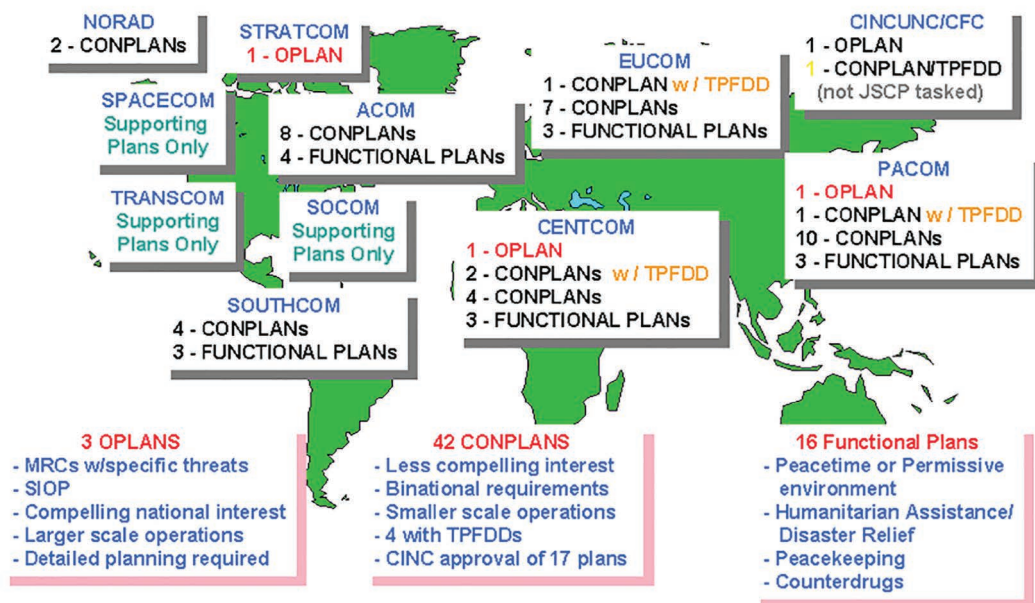 NORAD
2 - CONPLANs
STRATCOM
1 - OPLAN
EUCOM
1 - CONPLAN w / TPFDD
7 - CONPLANs
3 - FUNCTIONAL PLANs
CINCUNC/CFC
1 - OPLAN
1 - CONPLAN/TPFDD
(not JSCP tasked)
SPACECOM
Supporting
Plans Only
ACOM
8 - CONPLANs
4 - FUNCTIONAL PLANs
PACOM
1 - OPLAN
1 - CONPLAN w / TPFDD
10 - CONPLANs
3 - FUNCTIONAL PLANs
TRANSCOM
Supporting
Plans Only
SOCOM
Supporting
Plans Only
CENTCOM
1 - OPLAN
2 - CONPLANs w / TPFDD
4 - CONPLANs
3 - FUNCTIONAL PLANs
SOUTHCOM
4 - CONPLANs
3 - FUNCTIONAL PLANs
3 OPLANS
- MRCs w/specific threats
- SIOP
- Compelling national interest
- Larger scale operations
- Detailed planning required
42 CONPLANS
- Less compelling interest
- Binational requirements
- Smaller scale operations
- 4 with TPFDDs
- CINC approval of 17 plans
16 Functional Plans
- Peacetime or Permissive
environment
- Humanitarian Assistance/
Disaster Relief
- Peacekeeping
- Counterdrugs